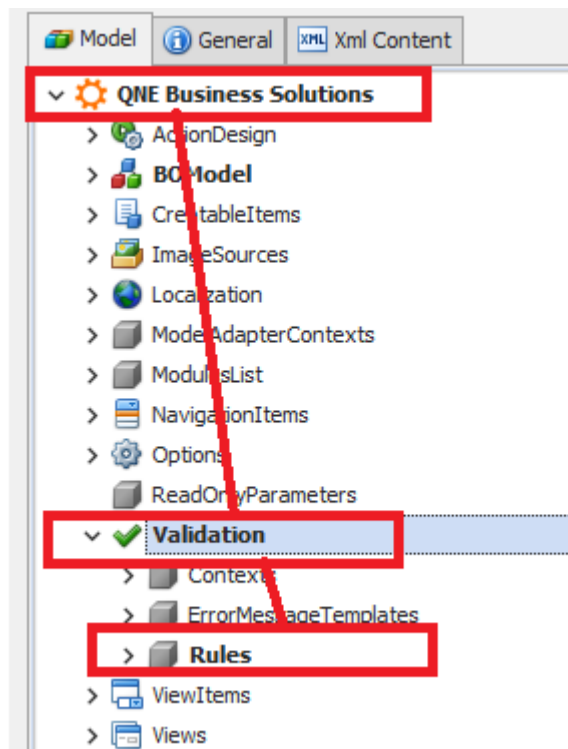 Model General XML Xml Content
QNE Business Solutions
ActionDesign
BOModel
CreatableItems
ImageSources
Localization
ModelAdapterContexts
ModulesList
NavigationItems
Options
ReadOnlyParameters
Validation
Contexts
ErrorMessageTemplates
Rules
ViewItems
Views